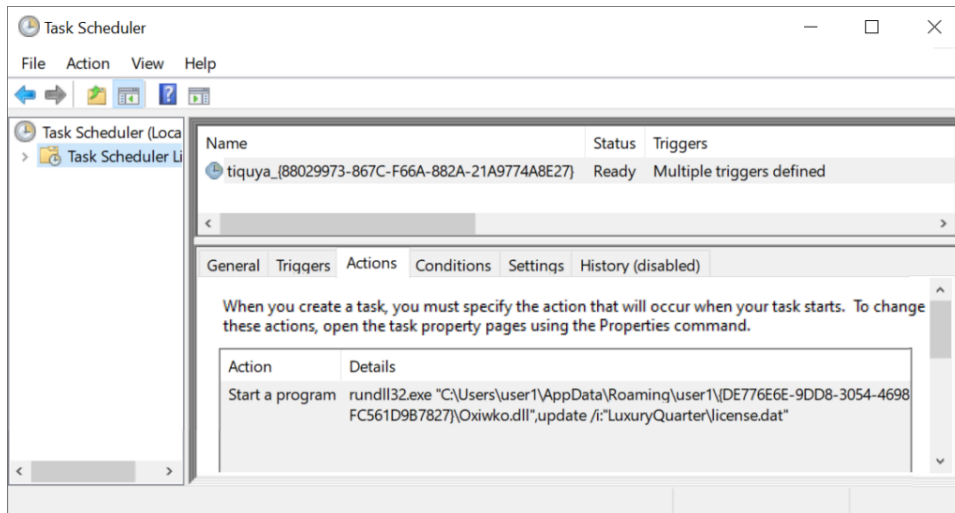 Task Scheduler
File Action View Help
Task Scheduler (Loca
Task Scheduler Li
Name Status Triggers
tiquya_{88029973-867C-F66A-882A-21A9774A8E27} Ready Multiple triggers defined
General Triggers Actions Conditions Settings History (disabled)
When you create a task, you must specify the action that will occur when your task starts. To change
these actions, open the task property pages using the Properties command.
Action Details
Start a program rundll32.exe "C:\Users\user1\AppData\Roaming\user1\{DE776E6E-9DD8-3054-4698
FC561D9B7827}\Oxiwko.dll",update /i:"LuxuryQuarter\license.dat"